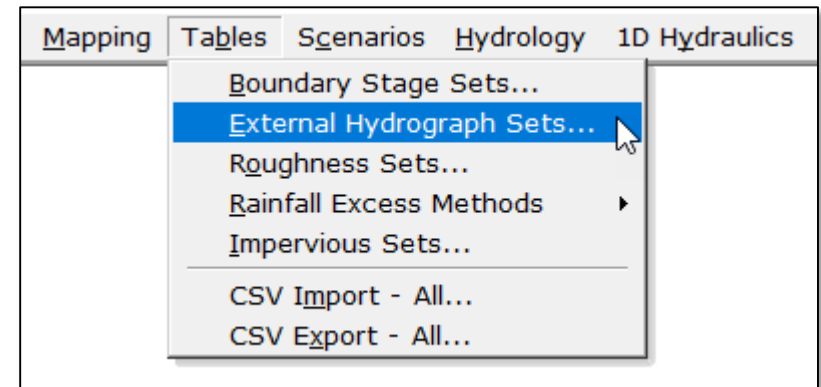 Mapping Tables Scenarios Hydrology 1D Hydraulics
Boundary Stage Sets...
External Hydrograph Sets...
Roughness Sets...
Rainfall Excess Methods
Impervious Sets...
CSV Import - All...
CSV Export - All...